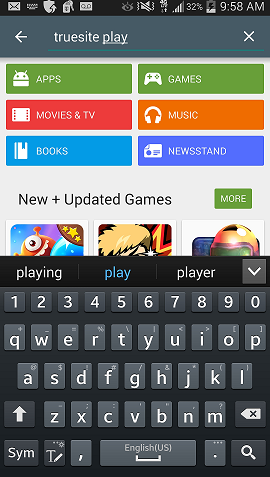 32% 9:58 AM
truesite play
APPS GAMES
MOVIES & TV MUSIC
BOOKS NEWSSTAND
New + Updated Games MORE
playing play player
1 2 3 4 5 6 7 8 9 0
q w e r t y u i o p
a s d f g h j k l
z x c v b n m
Sym , English(US) .